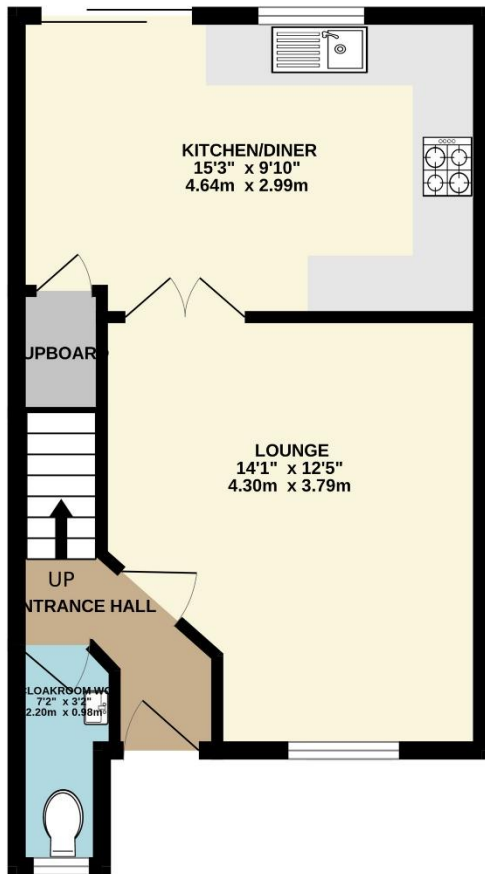 KITCHEN/DINER
15'3" x 9'10"
4.64m x 2.99m
UPBOARD
LOUNGE
14'1" x 12'5"
4.30m x 3.79m
UP
NTRANCE HALL
CLOAKROOM WC
7'2" x 3'2"
2.20m x 0.98m